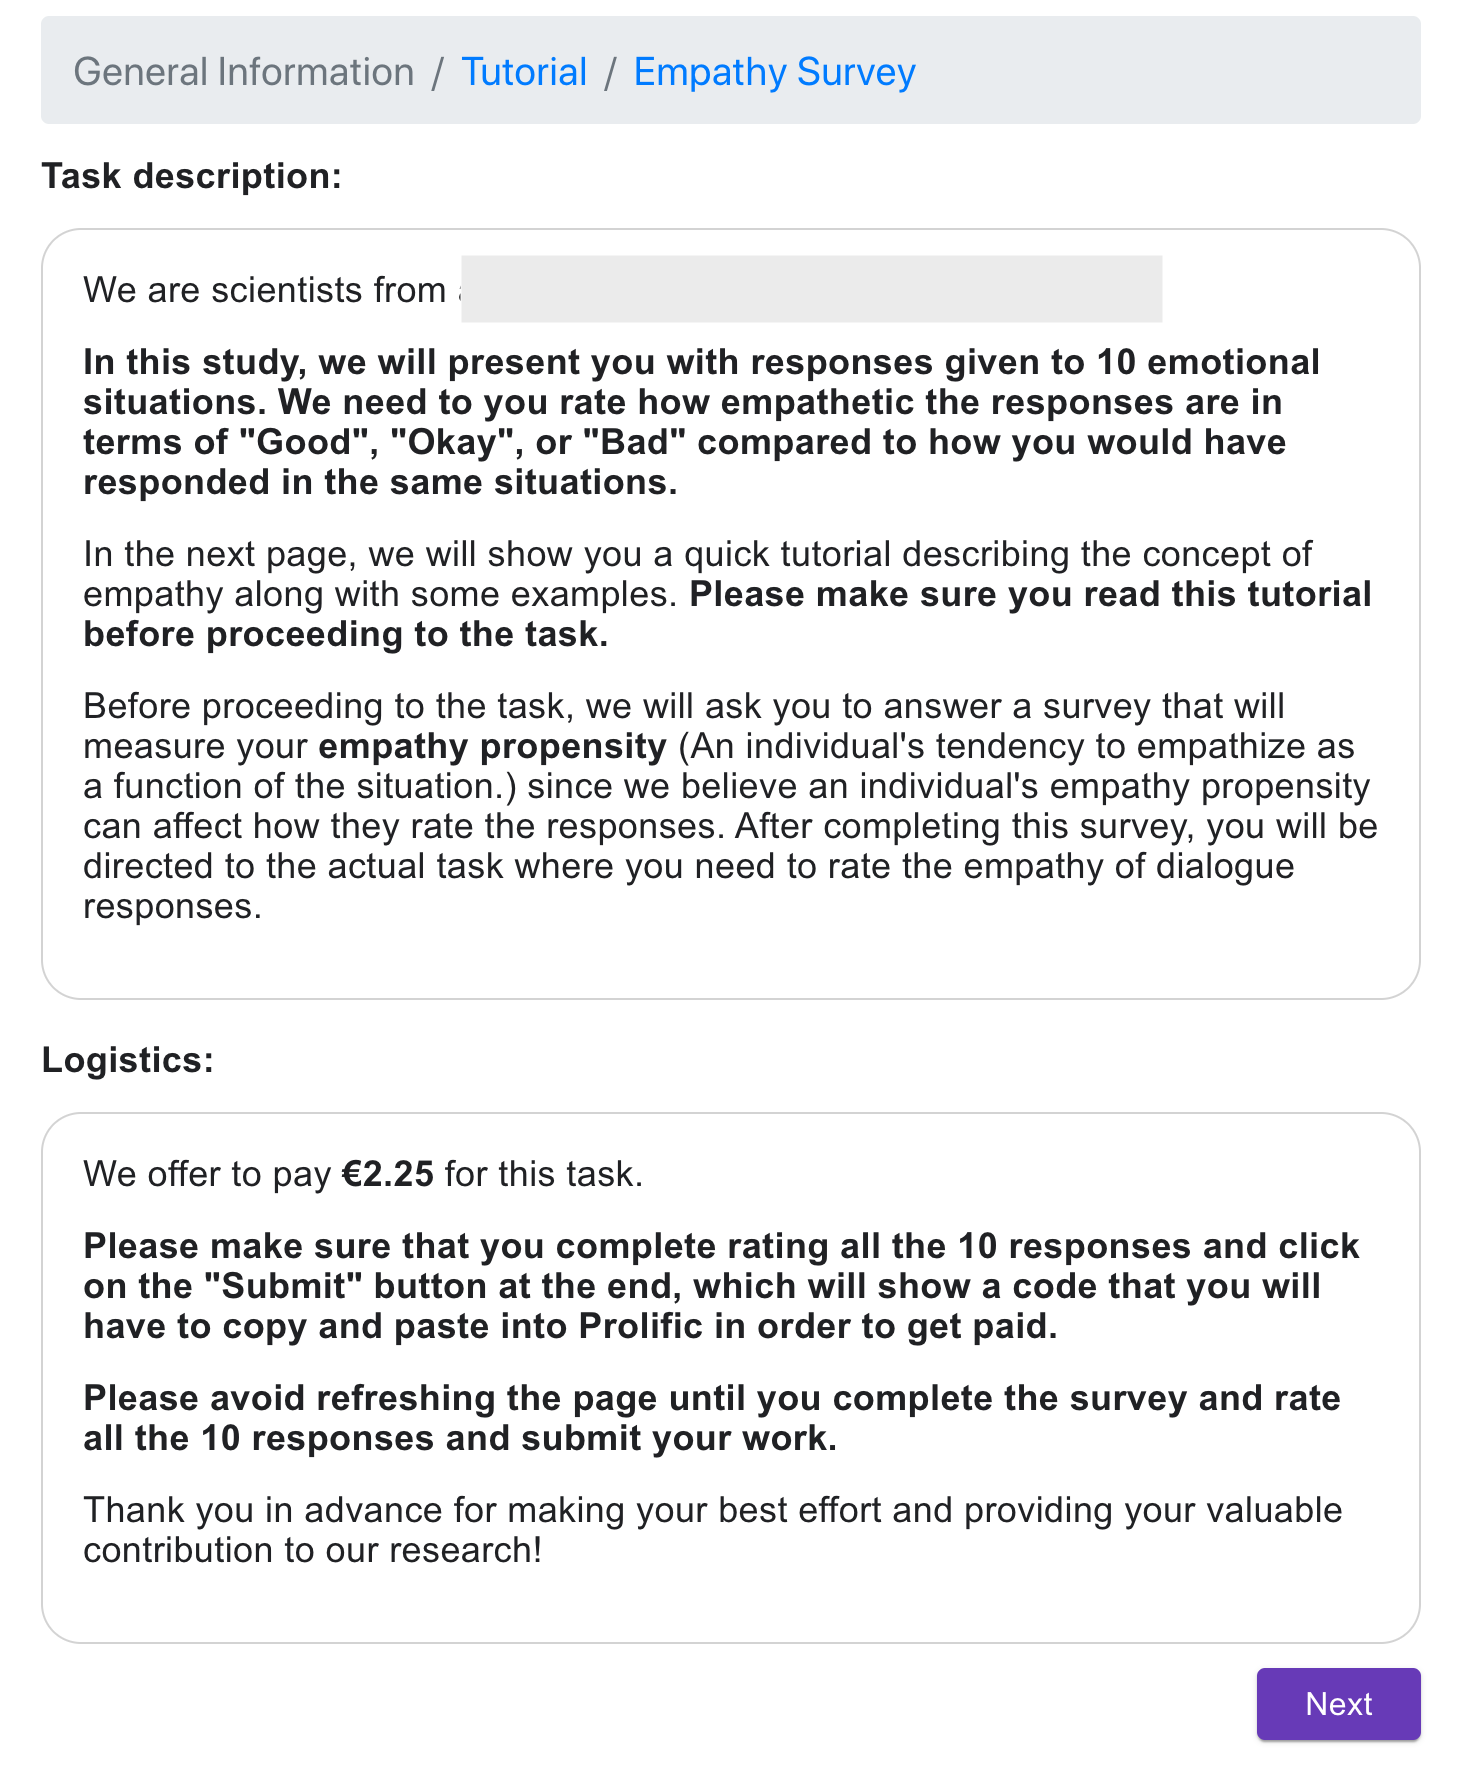 General Information / Tutorial / Empathy Survey
Task description:
We are scientists from
In this study, we will present you with responses given to 10 emotional
situations. We need to you rate how empathetic the responses are in
terms of "Good", "Okay", or "Bad" compared to how you would have
responded in the same situations.
In the next page, we will show you a quick tutorial describing the concept of
empathy along with some examples. Please make sure you read this tutorial
before proceeding to the task.
Before proceeding to the task, we will ask you to answer a survey that will
measure your empathy propensity (An individual's tendency to empathize as
a function of the situation.) since we believe an individual's empathy propensity
can affect how they rate the responses. After completing this survey, you will be
directed to the actual task where you need to rate the empathy of dialogue
responses.
Logistics:
We offer to pay €2.25 for this task.
Please make sure that you complete rating all the 10 responses and click
on the "Submit" button at the end, which will show a code that you will
have to copy and paste into Prolific in order to get paid.
Please avoid refreshing the page until you complete the survey and rate
all the 10 responses and submit your work.
Thank you in advance for making your best effort and providing your valuable
contribution to our research!
Next